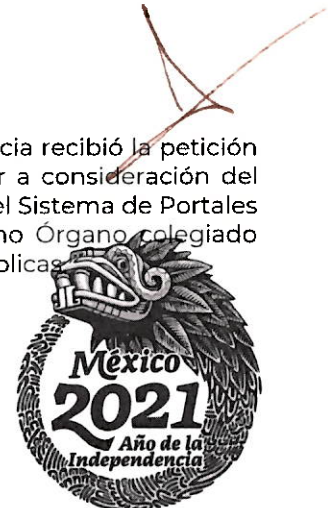 cia recibió la petición
r a consideración del
el Sistema de Portales
no Órgano colegiado
olicas
México
2021
Año de la
Independencia